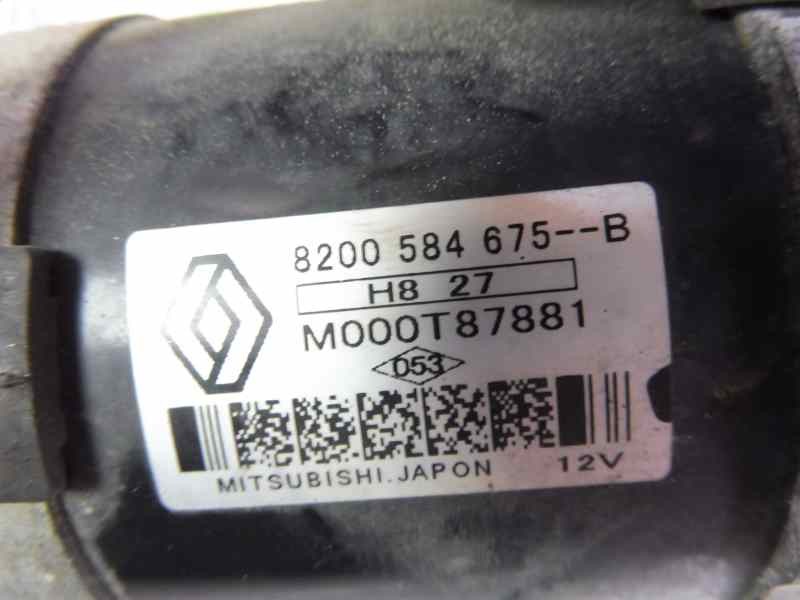 8200 584 675--B
H8 27
M000T87881
053
MITSUBISHI.JAPON 12V